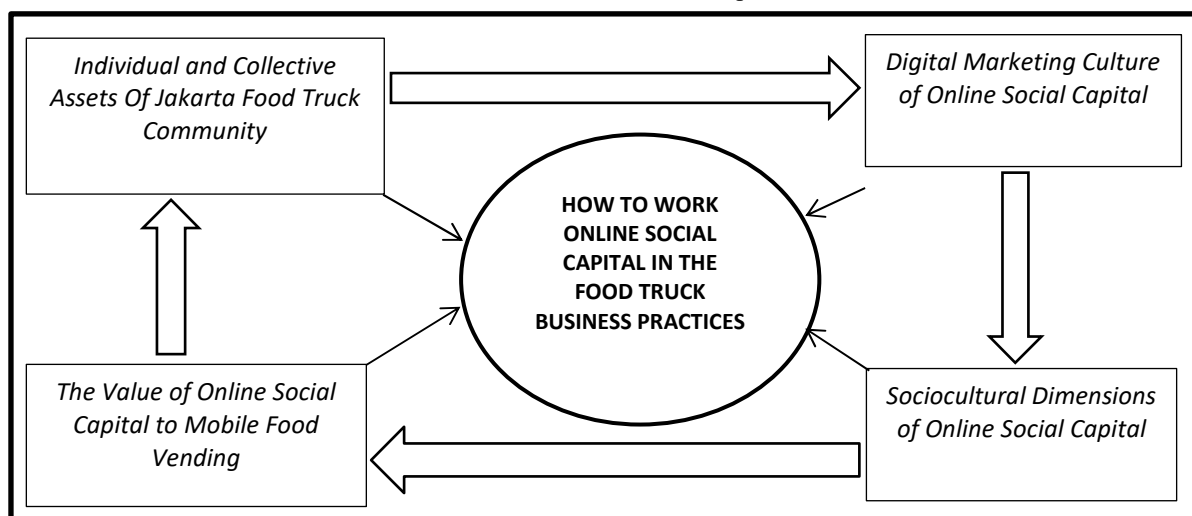 Individual and Collective
Assets Of Jakarta Food Truck
Community
Digital Marketing Culture
of Online Social Capital
HOW TO WORK
ONLINE SOCIAL
CAPITAL IN THE
FOOD TRUCK
BUSINESS PRACTICES
The Value of Online Social
Capital to Mobile Food
Vending
Sociocultural Dimensions
of Online Social Capital